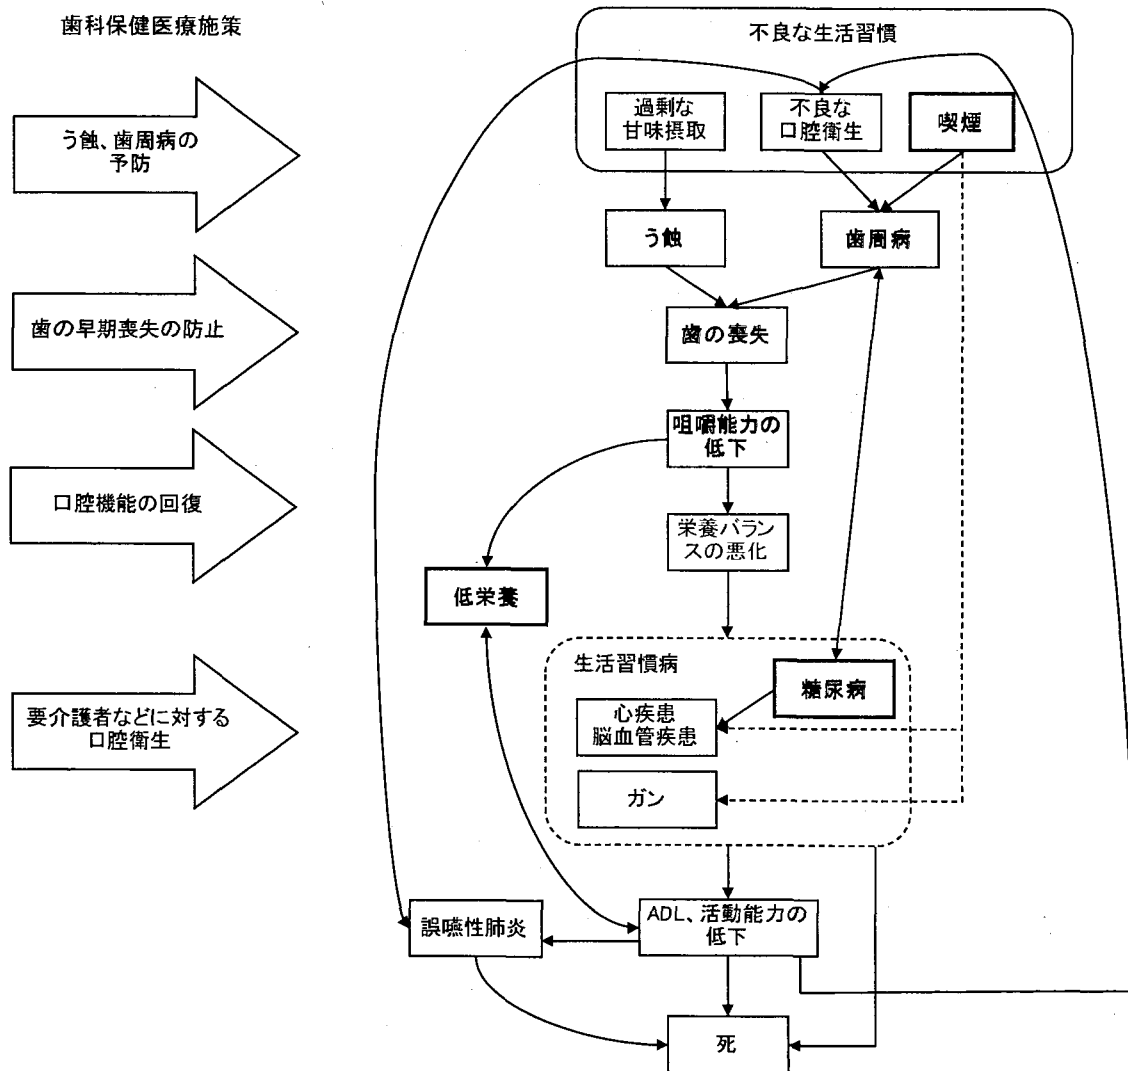 歯科保健医療施策
う蝕、歯周病の
予防
歯の早期喪失の防止
口腔機能の回復
要介護者などに対する
口腔衛生
不良な生活習慣
過剰な
甘味摂取
不良な
口腔衛生
喫煙
う蝕
歯周病
歯の喪失
咀嚼能力の
低下
栄養バラン
スの悪化
低栄養
生活習慣病
糖尿病
心疾患
脳血管疾患
ガン
誤嚥性肺炎
ADL、活動能力の
低下
死